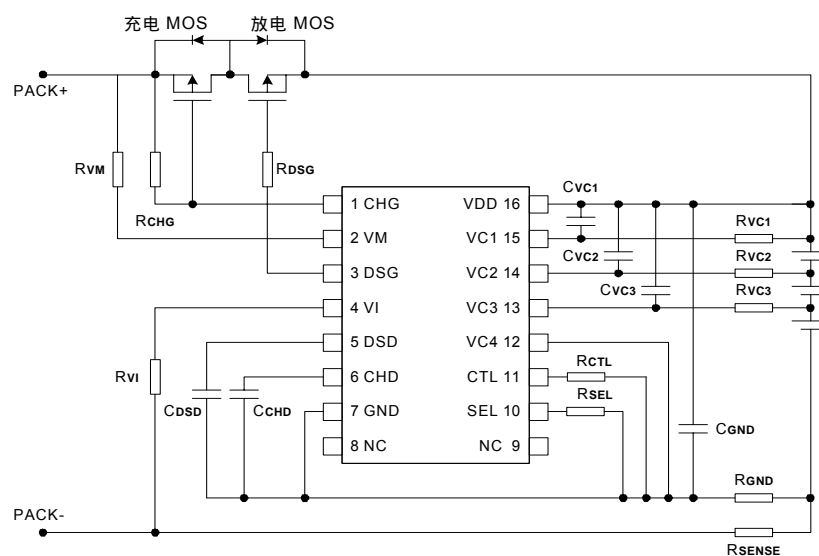 充电 MOS
放电 MOS
PACK+
RVM
RDSG
RCHG
CVC1
1 CHG
VDD 16
RVC1
2 VM
VC1 15
CVC2
RVC2
3 DSG
VC2 14
CVC3
RVC3
4 VI
VC3 13
5 DSD
VC4 12
RVI
6 CHD
CTL 11
RCTL
CDSD
CCHD
7 GND
SEL 10
RSEL
CGND
8 NC
NC 9
RGND
PACK-
RSENSE